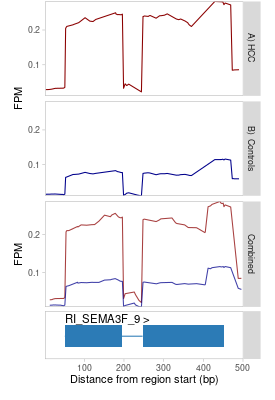 0.2
0.1
A) HCC
FPM
0.2
0.1
B) Controls
0.2
0.1
FPM
Combined
RI_SEMA3F_9 >
100 200 300 400 500
Distance from region start (bp)